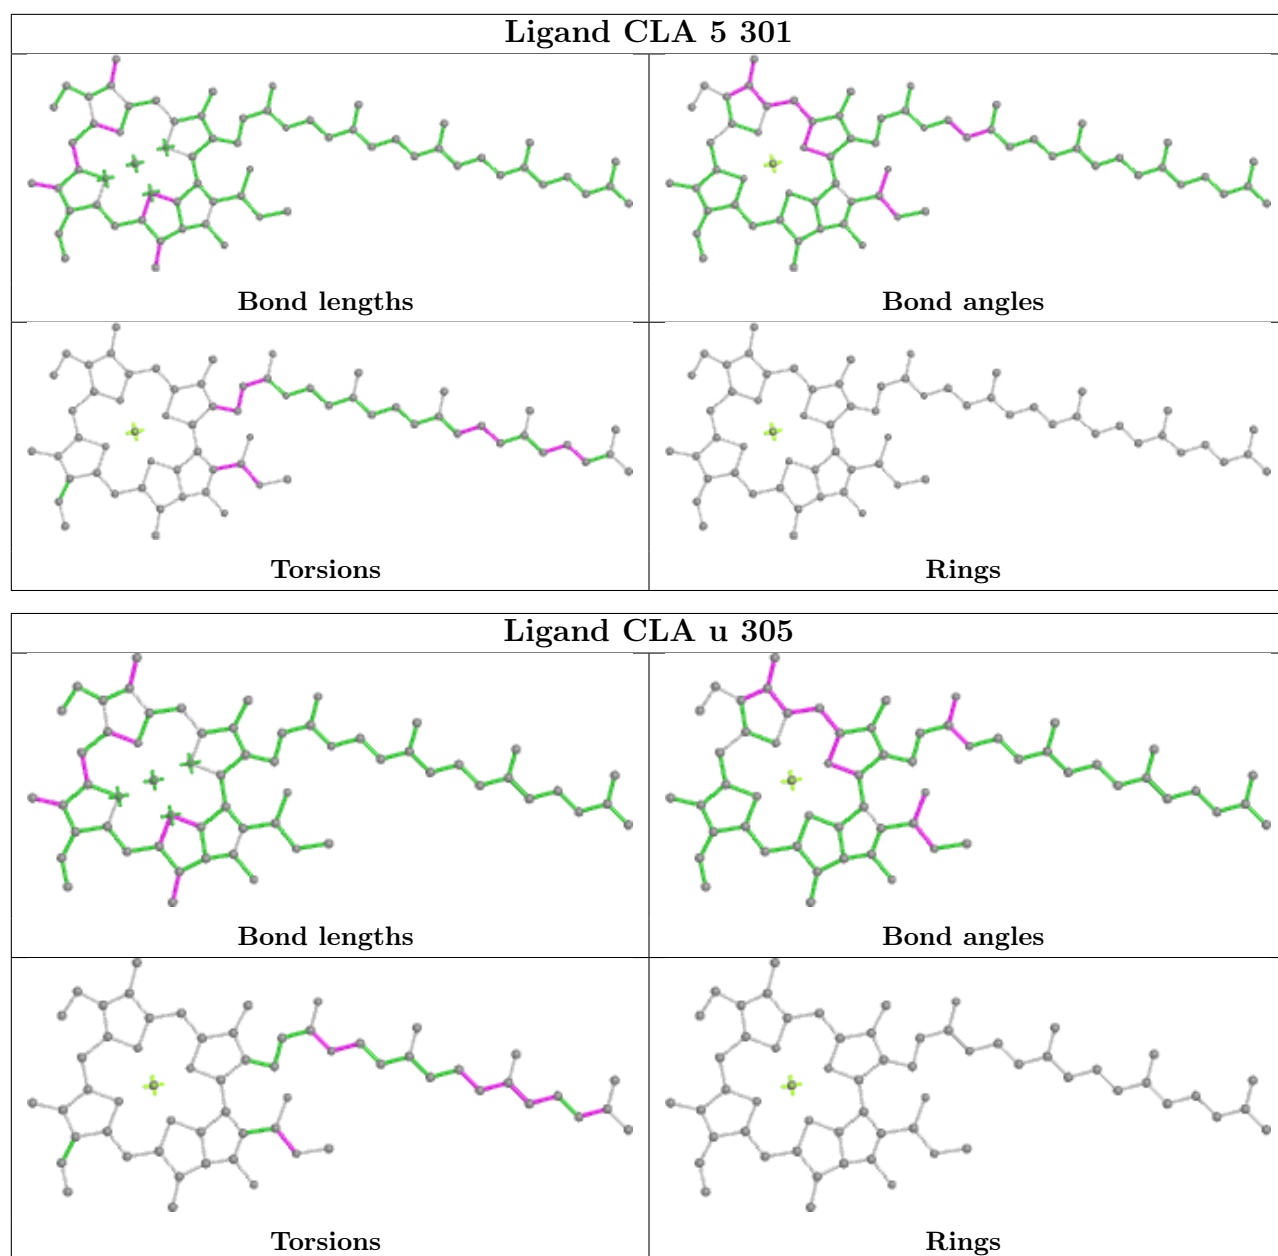 Ligand CLA 5 301
Bond lengths
Bond angles
Torsions
Rings
Ligand CLA u 305
Bond lengths
Bond angles
Torsions
Rings